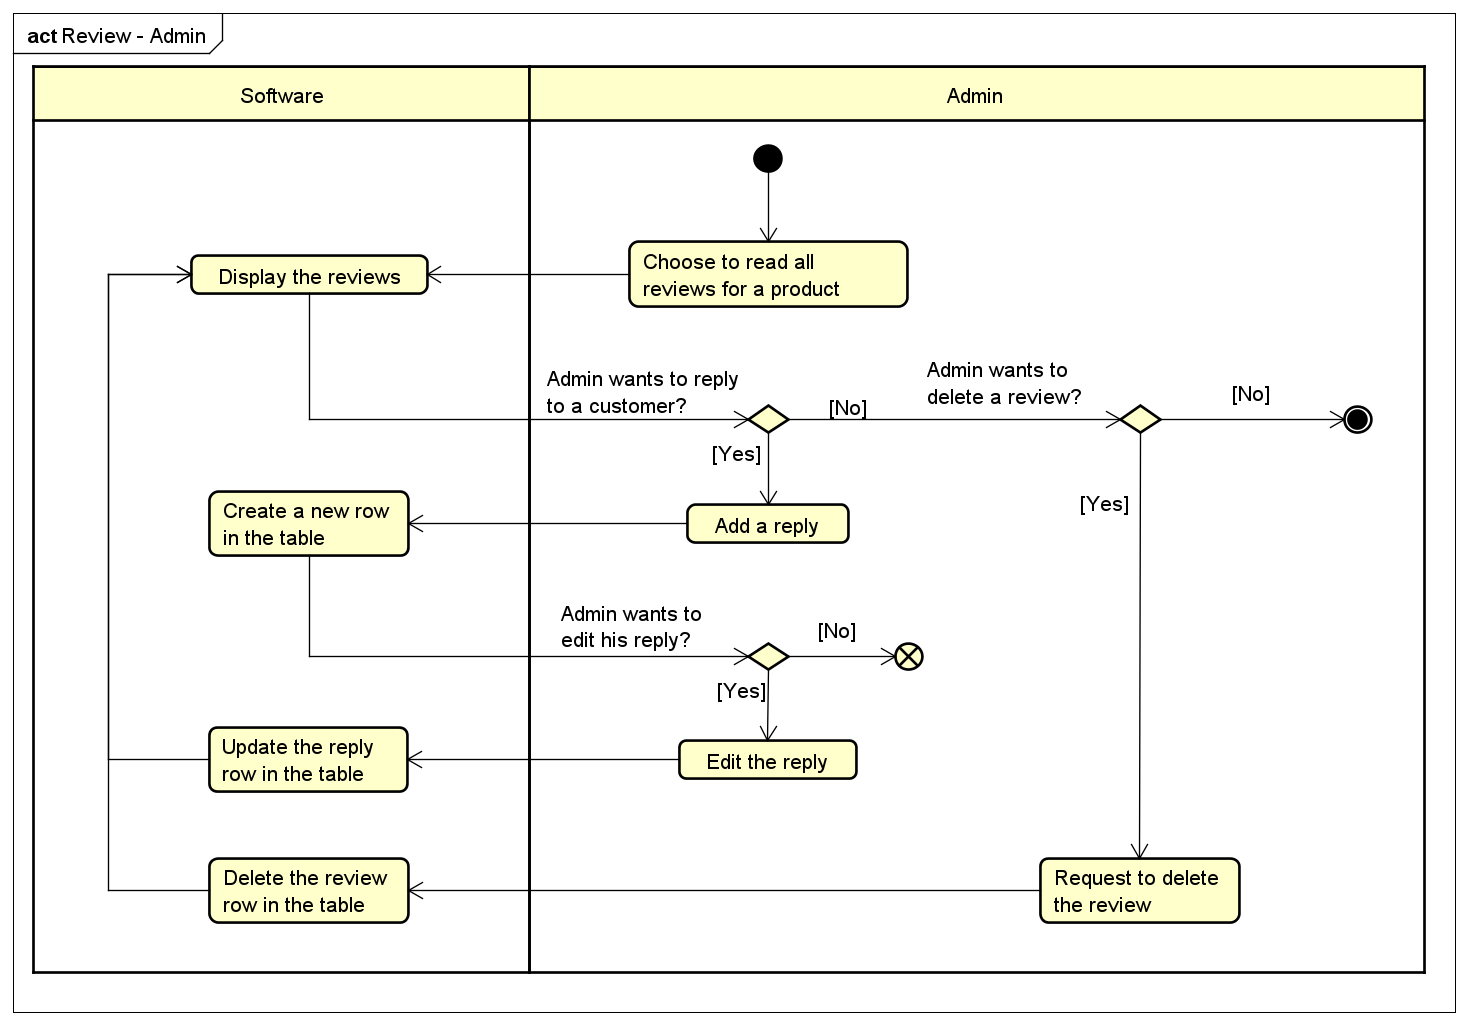 act Review - Admin
Software
Admin
Choose to read all
reviews for a product
Display the reviews
Admin wants to reply
to a customer?
[No]
Admin wants to
delete a review?
[No]
[Yes]
[Yes]
Create a new row
in the table
Add a reply
Admin wants to
edit his reply?
[No]
[Yes]
Update the reply
row in the table
Edit the reply
Delete the review
row in the table
Request to delete
the review